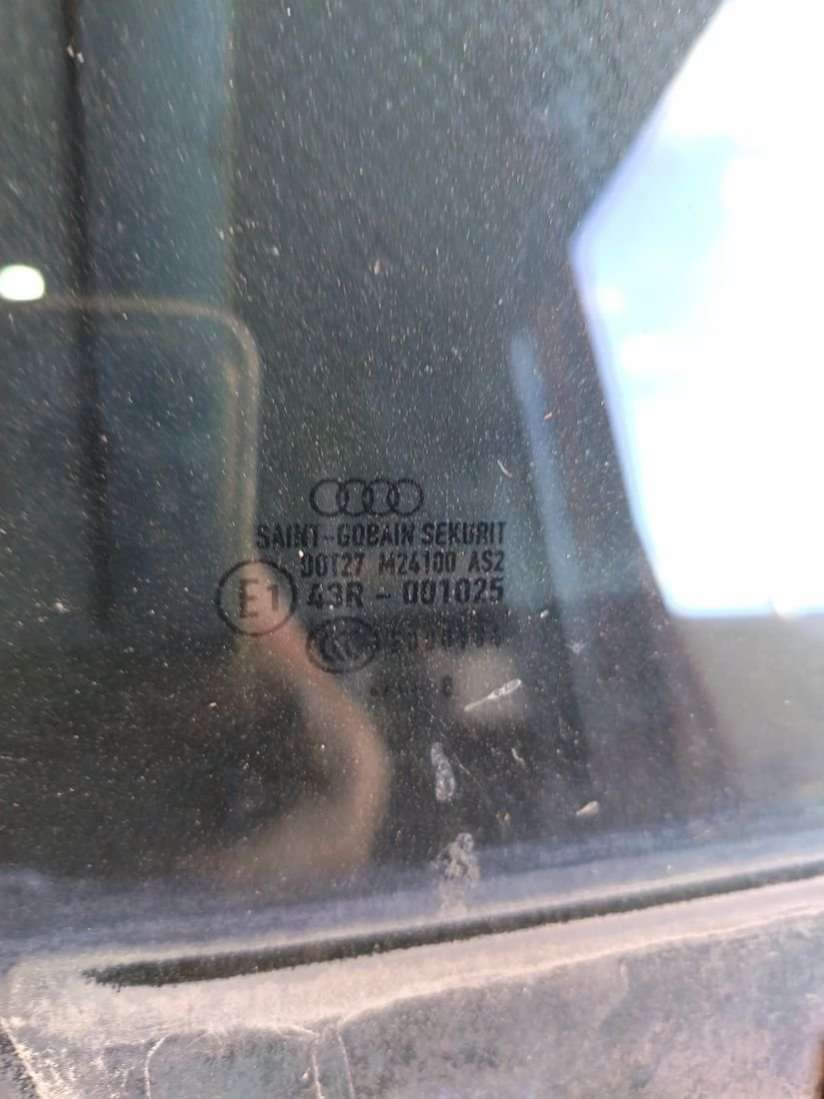 SAINT-GOBAIN SEKURIT
DOT27 M24100 AS2
E1 43R - 001025